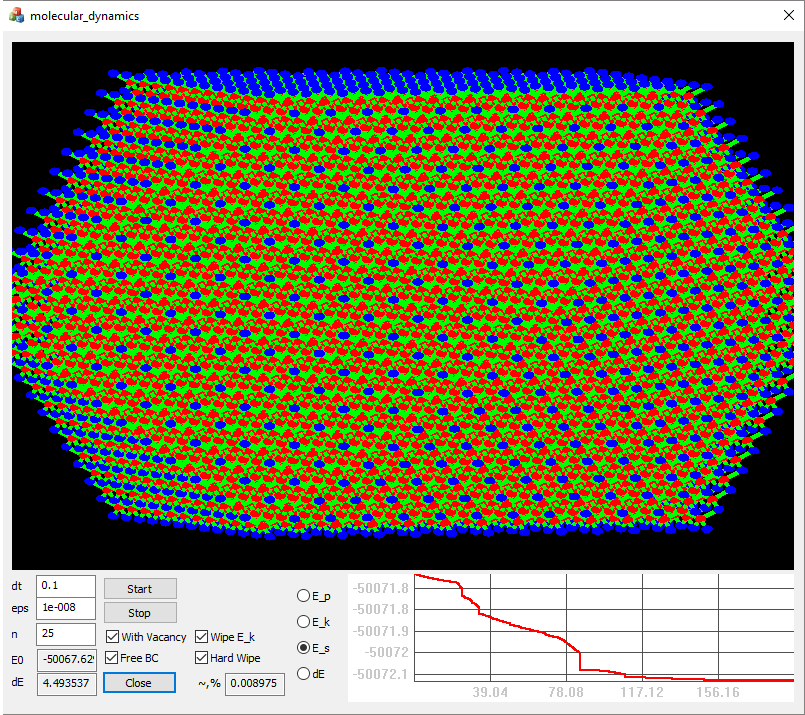 molecular_dynamics
dt 0.1 Start
eps 1e-008 Stop
n 25 With Vacancy Wipe E_k
E0 -50067.629 Free BC Hard Wipe
dE 4.493537 Close ~,% 0.008975
E_p
E_k
E_s
dE
-50071.8
-50071.8
-50071.9
-50072
-50072.1
39.04 78.08 117.12 156.16